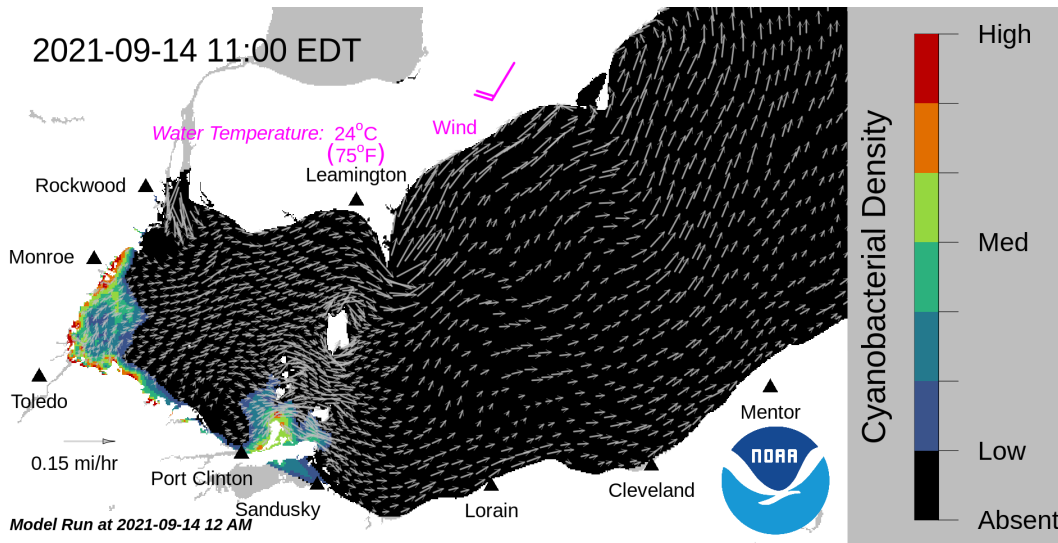 2021-09-14 11:00 EDT
High
Wind
Water Temperature: 24°C
(75°F)
Leamington
Rockwood
Monroe
Med
Cyanobacterial Density
Toledo
Mentor
0.15 mi/hr
NOAA
Low
Port Clinton
Cleveland
Sandusky
Lorain
Model Run at 2021-09-14 12 AM
Absent